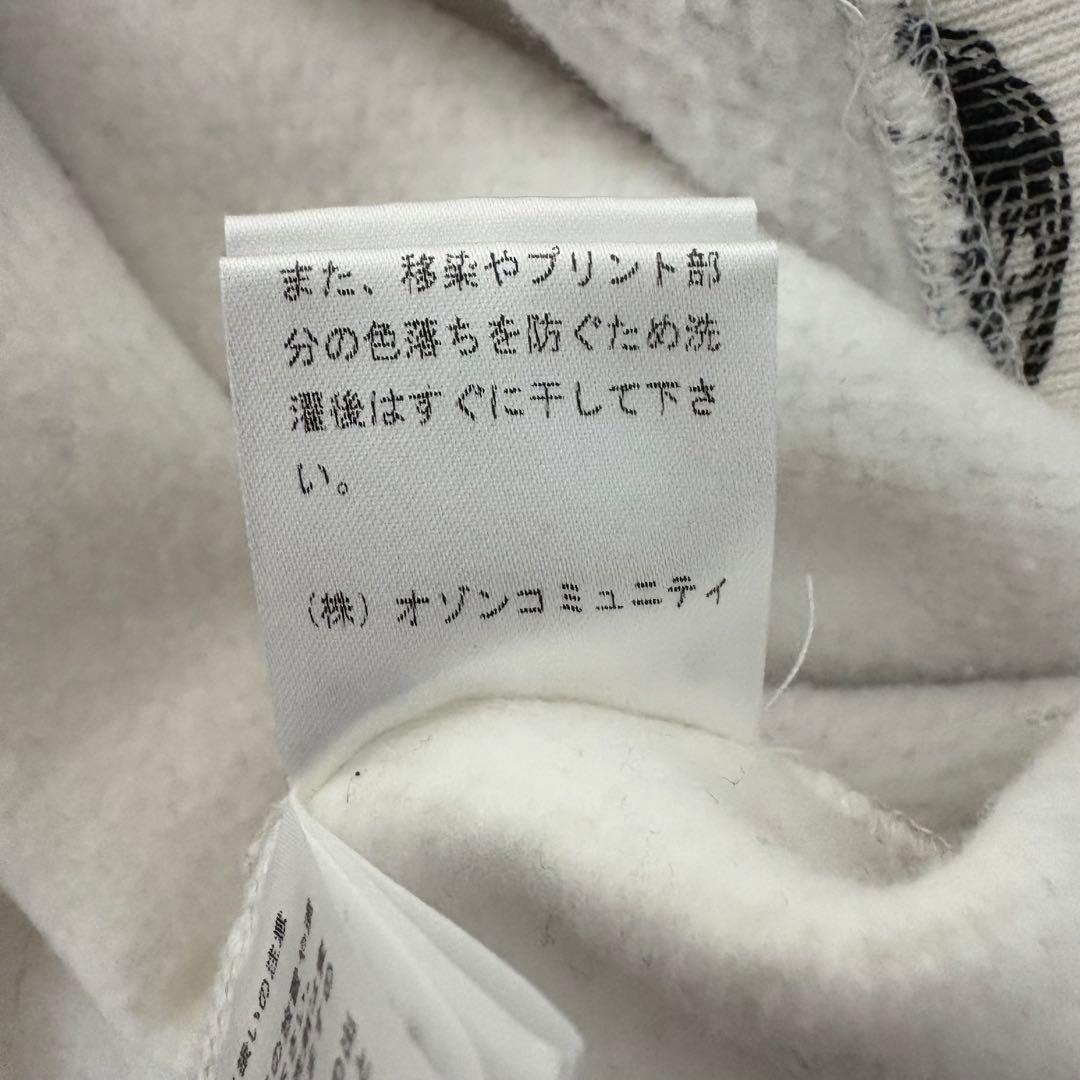 また、移染やプリント部
分の色落ちを防ぐため洗
濯後はすぐに干して下さ
い。
（株）オゾンコミュニティ